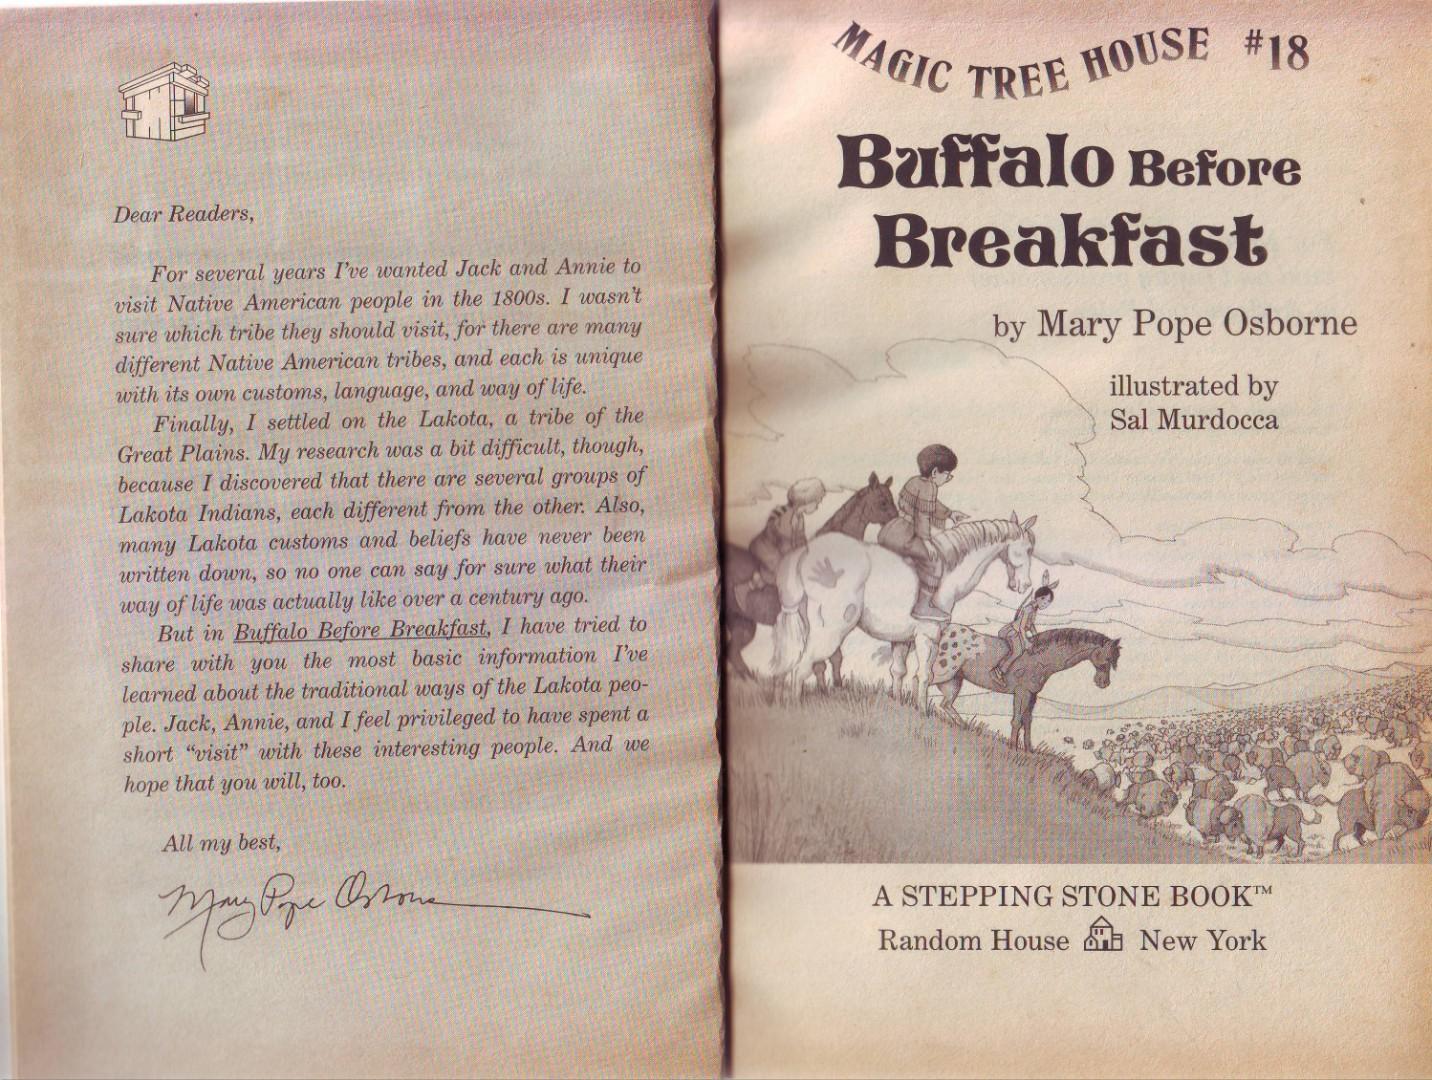 Dear Readers,
For several years I've wanted Jack and Annie to
visit Native American people in the 1800s. I wasn't
sure which tribe they should visit, for there are many
different Native American tribes, and each is unique
with its own customs, language, and way of life.
Finally, I settled on the Lakota, a tribe of the
Great Plains. My research was a bit difficult, though,
because I discovered that there are several groups of
Lakota Indians, each different from the other. Also,
many Lakota customs and beliefs have never been
written down, so no one can say for sure what their
way of life was actually like over a century ago.
But in Buffalo Before Breakfast, I have tried to
share with you the most basic information I've
learned about the traditional ways of the Lakota peo-
ple. Jack, Annie, and I feel privileged to have spent a
short “visit” with these interesting people. And we
hope that you will, too.
All my best,
Mary Pope Osborne
MAGIC TREE HOUSE #18
Buffalo Before
Breakfast
by Mary Pope Osborne
illustrated by
Sal Murdocca
A STEPPING STONE BOOK™
Random House New York